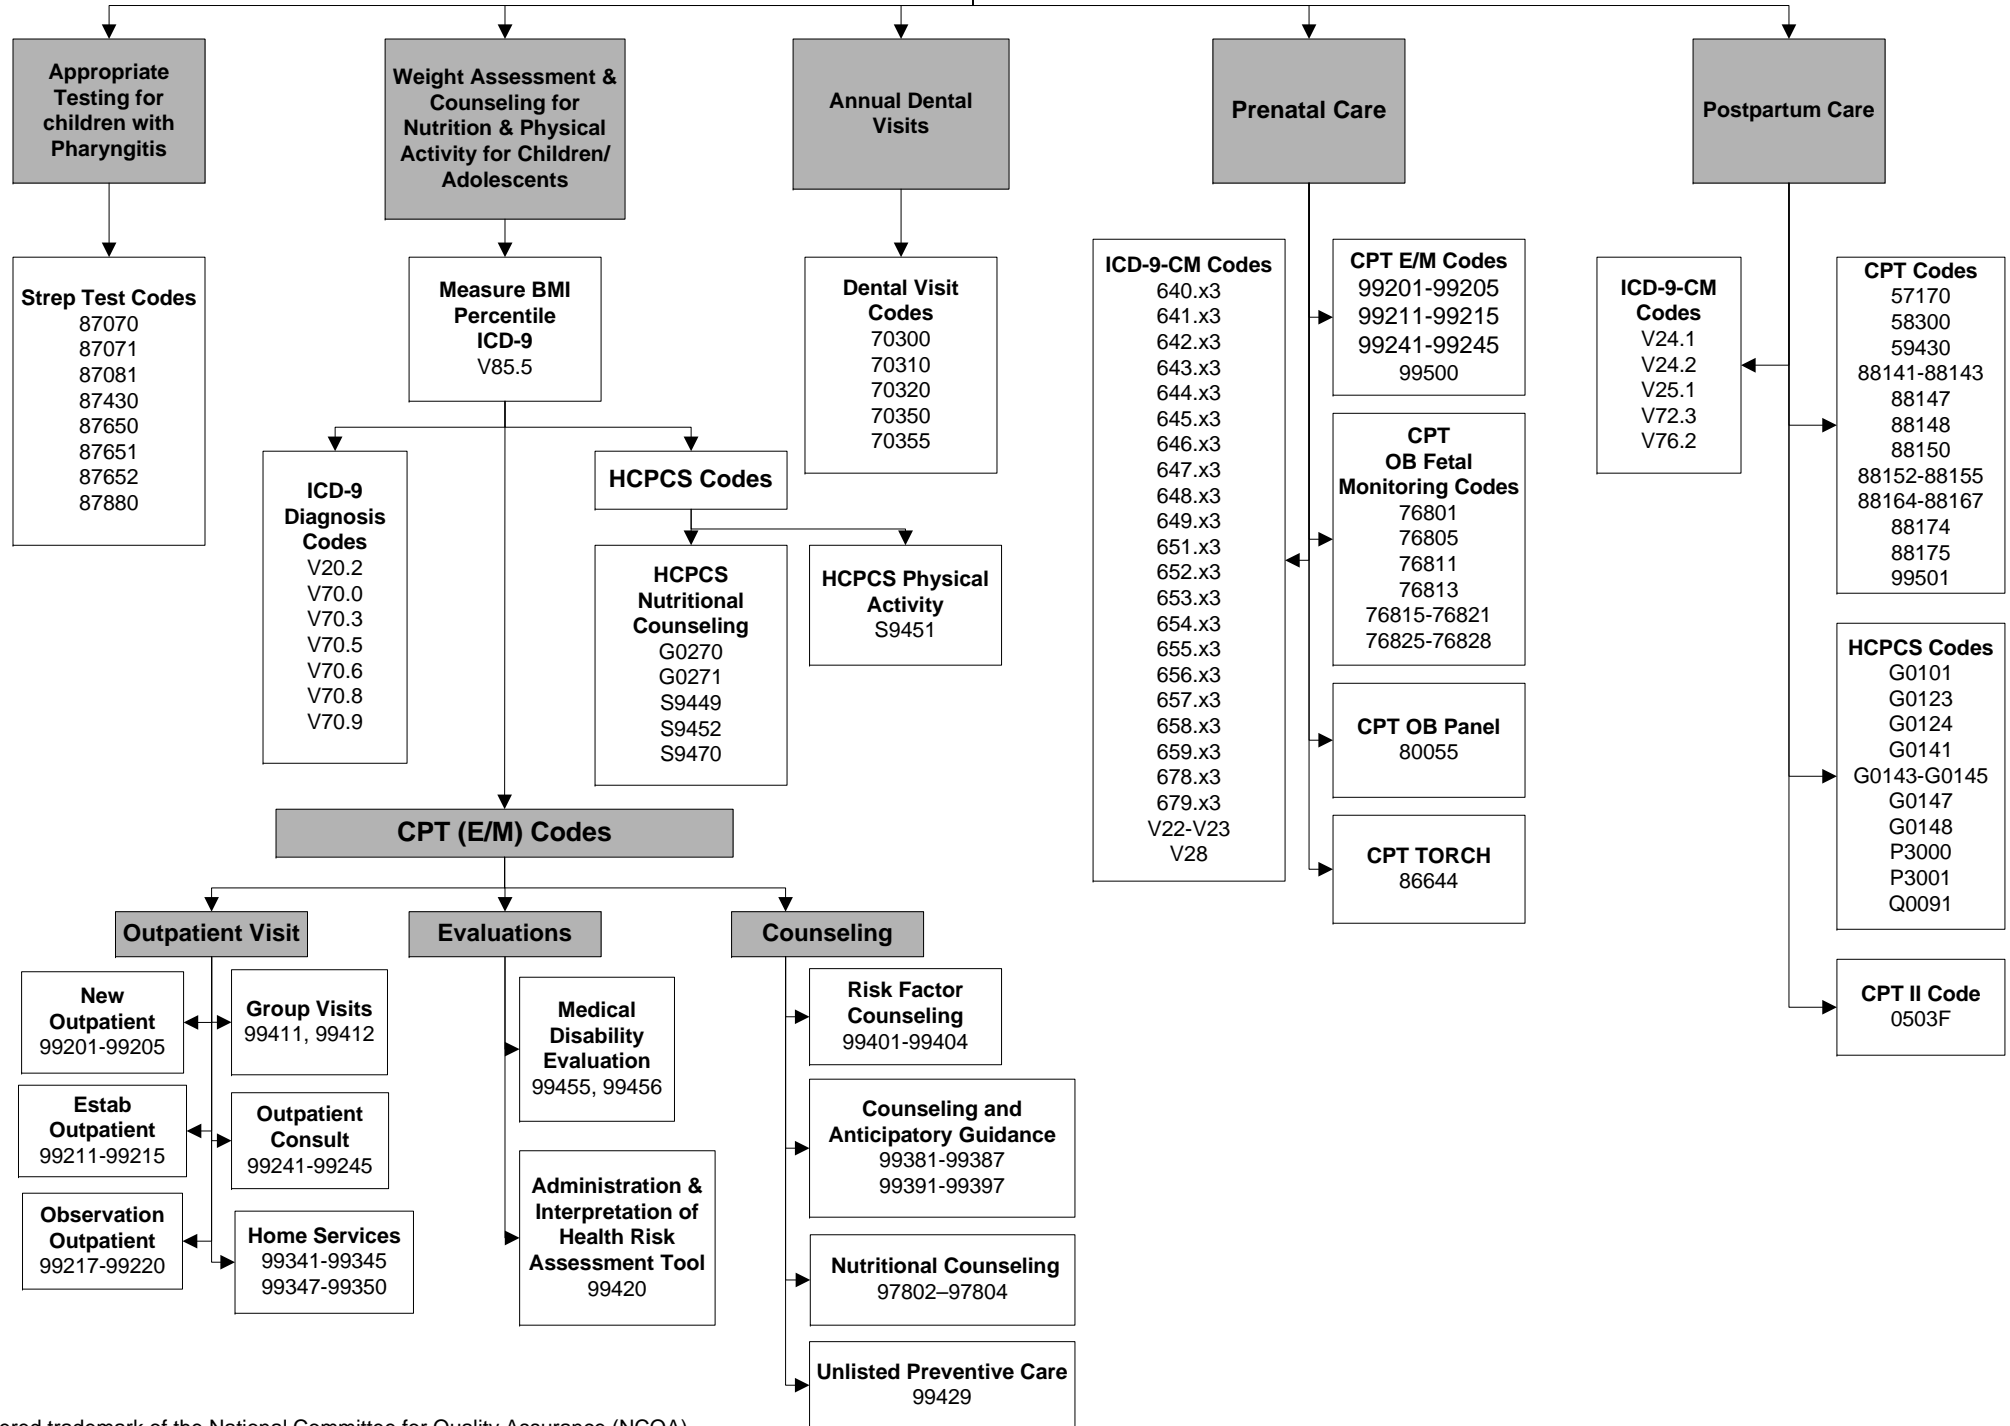 Appropriate
Testing for
children with
Pharyngitis
Weight Assessment &
Counseling for
Nutrition & Physical
Activity for Children/
Adolescents
Annual Dental
Visits
Prenatal Care
Postpartum Care
Strep Test Codes
87070
87071
87081
87430
87650
87651
87652
87880
Measure BMI
Percentile
ICD-9
V85.5
ICD-9
Diagnosis
Codes
V20.2
V70.0
V70.3
V70.5
V70.6
V70.8
V70.9
HCPCS Codes
HCPCS
Nutritional
Counseling
G0270
G0271
S9449
S9452
S9470
HCPCS Physical
Activity
S9451
Dental Visit
Codes
70300
70310
70320
70350
70355
ICD-9-CM Codes
640.x3
641.x3
642.x3
643.x3
644.x3
645.x3
646.x3
647.x3
648.x3
649.x3
651.x3
652.x3
653.x3
654.x3
655.x3
656.x3
657.x3
658.x3
659.x3
678.x3
679.x3
V22-V23
V28
CPT E/M Codes
99201-99205
99211-99215
99241-99245
99500
CPT
OB Fetal
Monitoring Codes
76801
76805
76811
76813
76815-76821
76825-76828
CPT OB Panel
80055
CPT TORCH
86644
ICD-9-CM
Codes
V24.1
V24.2
V25.1
V72.3
V76.2
CPT Codes
57170
58300
59430
88141-88143
88147
88148
88150
88152-88155
88164-88167
88174
88175
99501
HCPCS Codes
G0101
G0123
G0124
G0141
G0143-G0145
G0147
G0148
P3000
P3001
Q0091
CPT II Code
0503F
CPT (E/M) Codes
Outpatient Visit
Evaluations
Counseling
New
Outpatient
99201-99205
Group Visits
99411, 99412
Estab
Outpatient
99211-99215
Outpatient
Consult
99241-99245
Observation
Outpatient
99217-99220
Home Services
99341-99345
99347-99350
Medical
Disability
Evaluation
99455, 99456
Administration &
Interpretation of
Health Risk
Assessment Tool
99420
Risk Factor
Counseling
99401-99404
Counseling and
Anticipatory Guidance
99381-99387
99391-99397
Nutritional Counseling
97802–97804
Unlisted Preventive Care
99429
trademark of the National Committee for Quality Assurance (NCQA)